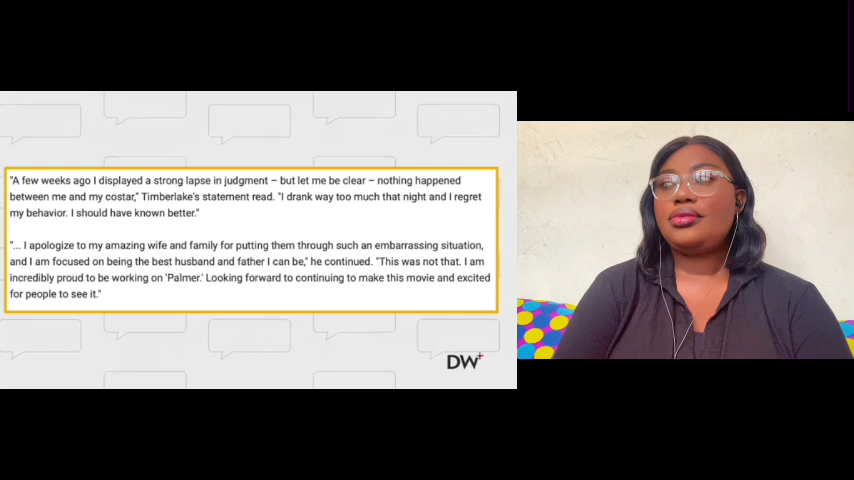 "A few weeks ago I displayed a strong lapse in judgment – but let me be clear – nothing happened
between me and my costar," Timberlake's statement read. "I drank way too much that night and I regret
my behavior. I should have known better."
"... I apologize to my amazing wife and family for putting them through such an embarrassing situation,
and I am focused on being the best husband and father I can be," he continued. "This was not that. I am
incredibly proud to be working on 'Palmer.' Looking forward to continuing to make this movie and excited
for people to see it."
DW+